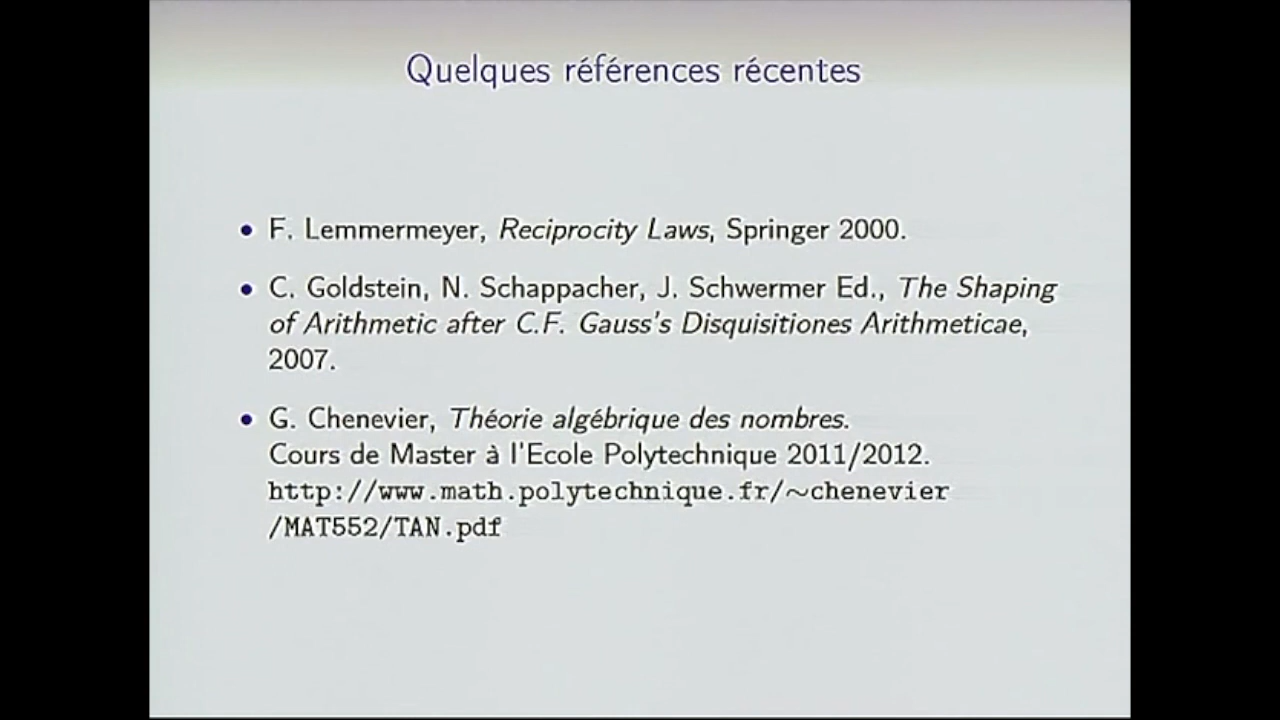 Quelques références récentes
• F. Lemmermeyer, Reciprocity Laws, Springer 2000.
• C. Goldstein, N. Schappacher, J. Schwermer Ed., The Shaping
of Arithmetic after C.F. Gauss's Disquisitiones Arithmeticae,
2007.
• G. Chenevier, Théorie algébrique des nombres.
Cours de Master à l'Ecole Polytechnique 2011/2012.
http://www.math.polytechnique.fr/∼chenevier
/MAT552/TAN.pdf